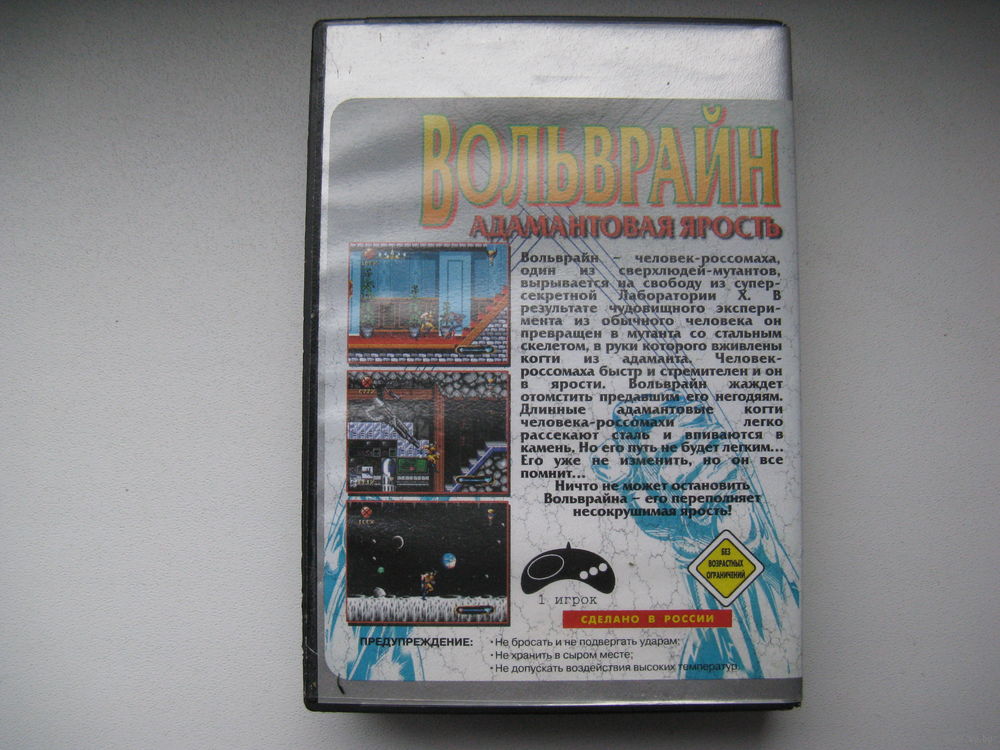 ВОЛЬВРАЙН
АДАМАНТОВАЯ ЯРОСТЬ
Вольврайн – человек-россомаха,
один из сверхлюдей-мутантов,
вырывается на свободу из супер-
секретной Лаборатории X. В
результате чудовищного экспери-
мента из обычного человека он
превращен в мутанта со стальным
скелетом, в руки которого вживлены
когти из адаманта. Человек-
россомаха быстр и стремителен и он
в ярости. Вольврайн жаждет
отомстить предавшим его негодяям.
Длинные адамантовые когти
человека-россомахи легко
рассекают сталь и впиваются в
камень. Но его путь не будет легким...
Его уже не изменить, но он все
помнит...
Ничто не может остановить
Вольврайна – его переполняет
несокрушимая ярость!
БЕЗ
ВОЗРАСТНЫХ
ОГРАНИЧЕНИЙ
1 игрок
СДЕЛАНО В РОССИИ
ПРЕДУПРЕЖДЕНИЕ: •Не бросать и не подвергать ударам;
•Не хранить в сыром месте;
•Не допускать воздействия высоких температур.